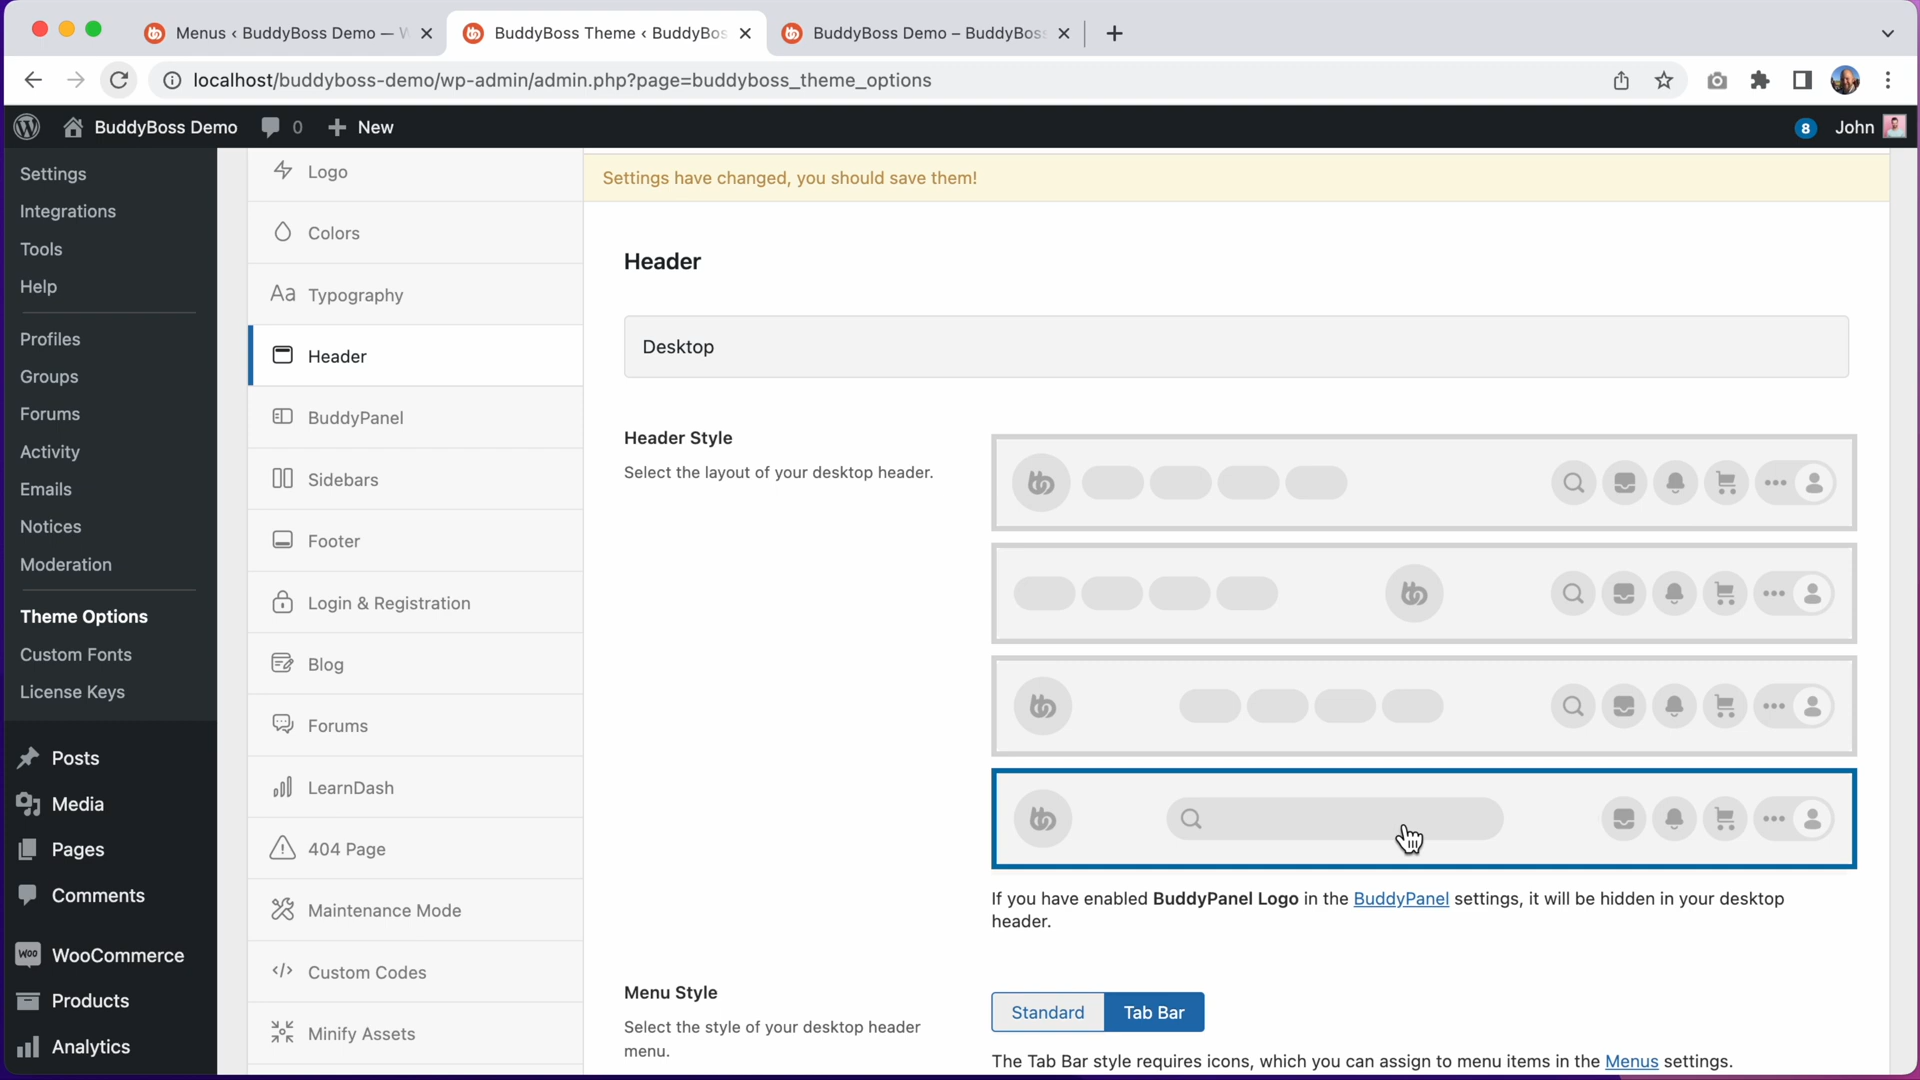 Menus ‹ BuddyBoss Demo — W
BuddyBoss Theme ‹ BuddyBos
BuddyBoss Demo – BuddyBoss
localhost/buddyboss-demo/wp-admin/admin.php?page=buddyboss_theme_options
BuddyBoss Demo
0
New
8
John
Settings
Integrations
Tools
Help
Profiles
Groups
Forums
Activity
Emails
Notices
Moderation
Theme Options
Custom Fonts
License Keys
Posts
Media
Pages
Comments
WOO
WooCommerce
Products
Analytics
Logo
Colors
Aa Typography
Header
BuddyPanel
Sidebars
Footer
Login & Registration
Blog
Forums
LearnDash
404 Page
Maintenance Mode
Custom Codes
Minify Assets
Settings have changed, you should save them!
Header
Desktop
Header Style
Select the layout of your desktop header.
If you have enabled BuddyPanel Logo in the BuddyPanel settings, it will be hidden in your desktop
header.
Menu Style
Select the style of your desktop header
menu.
Standard
Tab Bar
The Tab Bar style requires icons, which you can assign to menu items in the Menus settings.